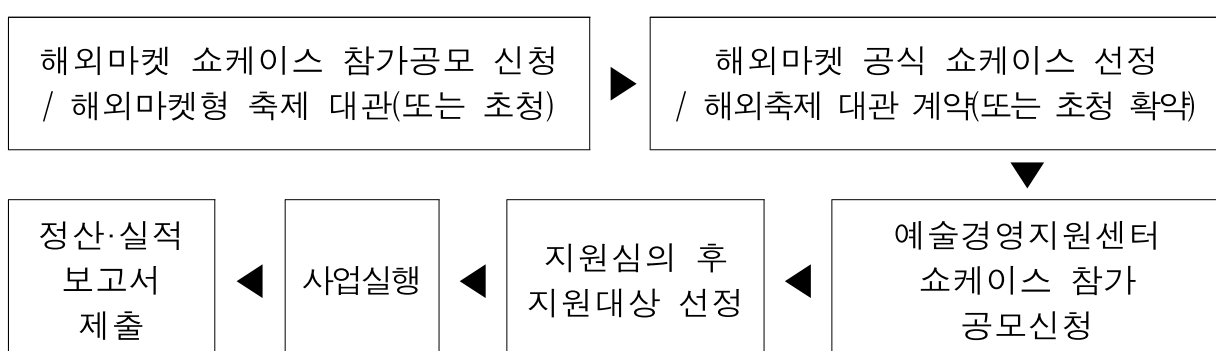 해외마켓 쇼케이스 참가공모 신청
/ 해외마켓형 축제 대관(또는 초청)
해외마켓 공식 쇼케이스 선정
/ 해외축제 대관 계약(또는 초청 확약)
예술경영지원센터
쇼케이스 참가
공모신청
지원심의 후
지원대상 선정
사업실행
정산·실적
보고서
제출